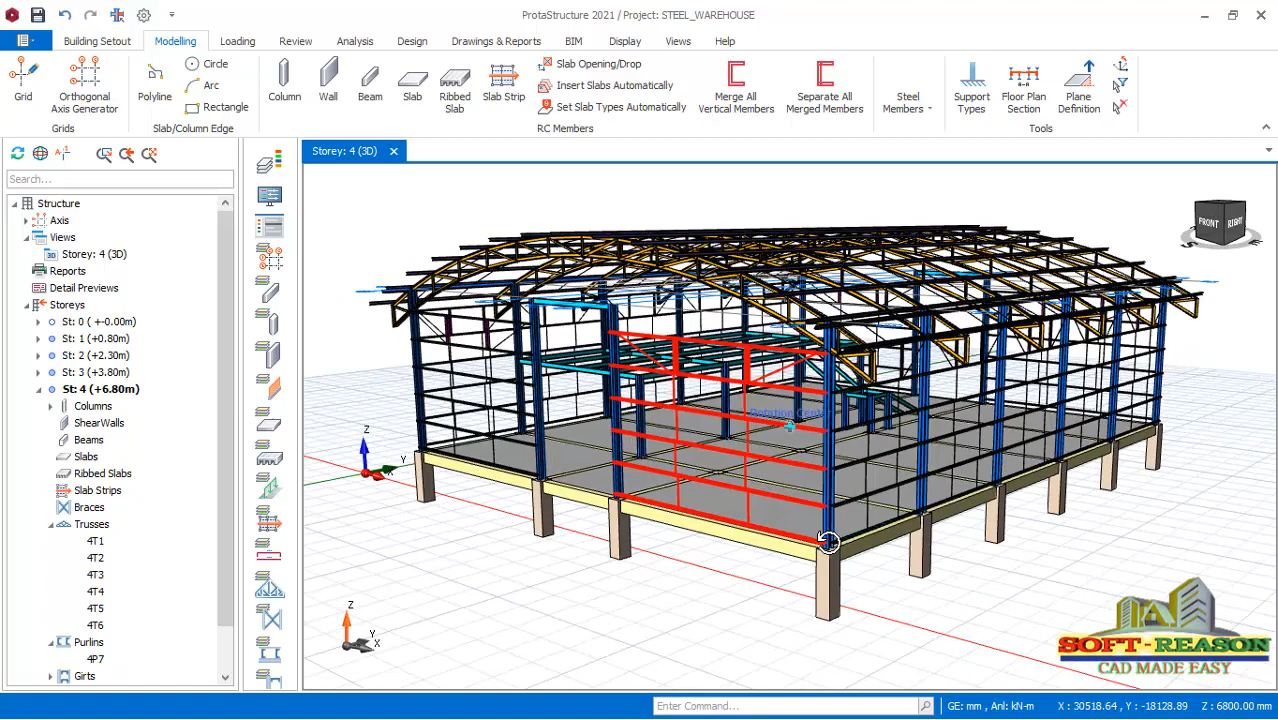 ProtaStructure 2021 / Project: STEEL_WAREHOUSE
Building Setout
Modelling
Loading
Review
Analysis
Design
Drawings & Reports
BIM
Display
Views
Help
Grid
Orthogonal
Axis Generator
Grids
Polyline
Circle
Arc
Rectangle
Slab/Column Edge
Column
Wall
Beam
Slab
Ribbed
Slab
Slab Strip
Slab Opening/Drop
Insert Slabs Automatically
Set Slab Types Automatically
RC Members
Merge All
Vertical Members
Separate All
Merged Members
Steel
Members
Support
Types
Floor Plan
Section
Plane
Definition
Tools
Search...
Structure
Axis
Views
3D Storey: 4 (3D)
Reports
Detail Previews
Storeys
St: 0 ( +-0.00m)
St: 1 (+0.80m)
St: 2 (+2.30m)
St: 3 (+3.80m)
St: 4 (+6.80m)
Columns
ShearWalls
Beams
Slabs
Ribbed Slabs
Slab Strips
Braces
Trusses
4T1
4T2
4T3
4T4
4T5
4T6
Purlins
4P7
Girts
Storey: 4 (3D)
FRONT
RIGHT
Z
Y
X
Z
Y
X
SOFT-REASON
CAD MADE EASY
Enter Command...
GE: mm, Anl: kN-m
X : 30518.64 , Y : -18128.89
Z : 6800.00 mm